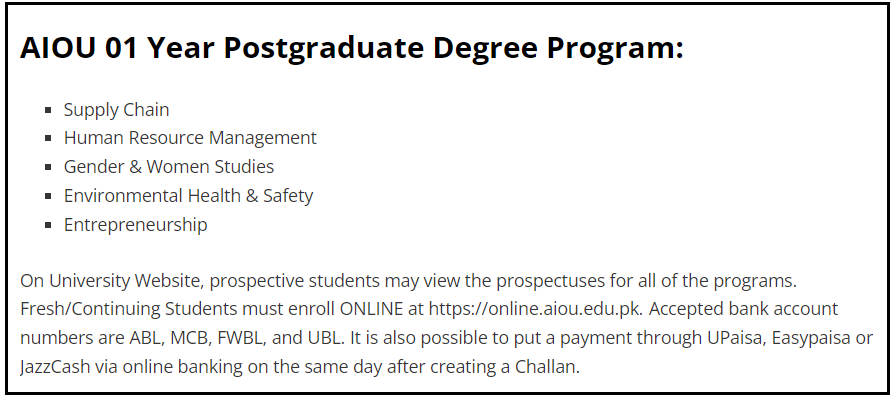 AIOU 01 Year Postgraduate Degree Program:
Supply Chain
Human Resource Management
Gender & Women Studies
Environmental Health & Safety
Entrepreneurship
On University Website, prospective students may view the prospectuses for all of the programs.
Fresh/Continuing Students must enroll ONLINE at https://online.aiou.edu.pk. Accepted bank account
numbers are ABL, MCB, FWBL, and UBL. It is also possible to put a payment through UPaisa, Easypaisa or
JazzCash via online banking on the same day after creating a Challan.